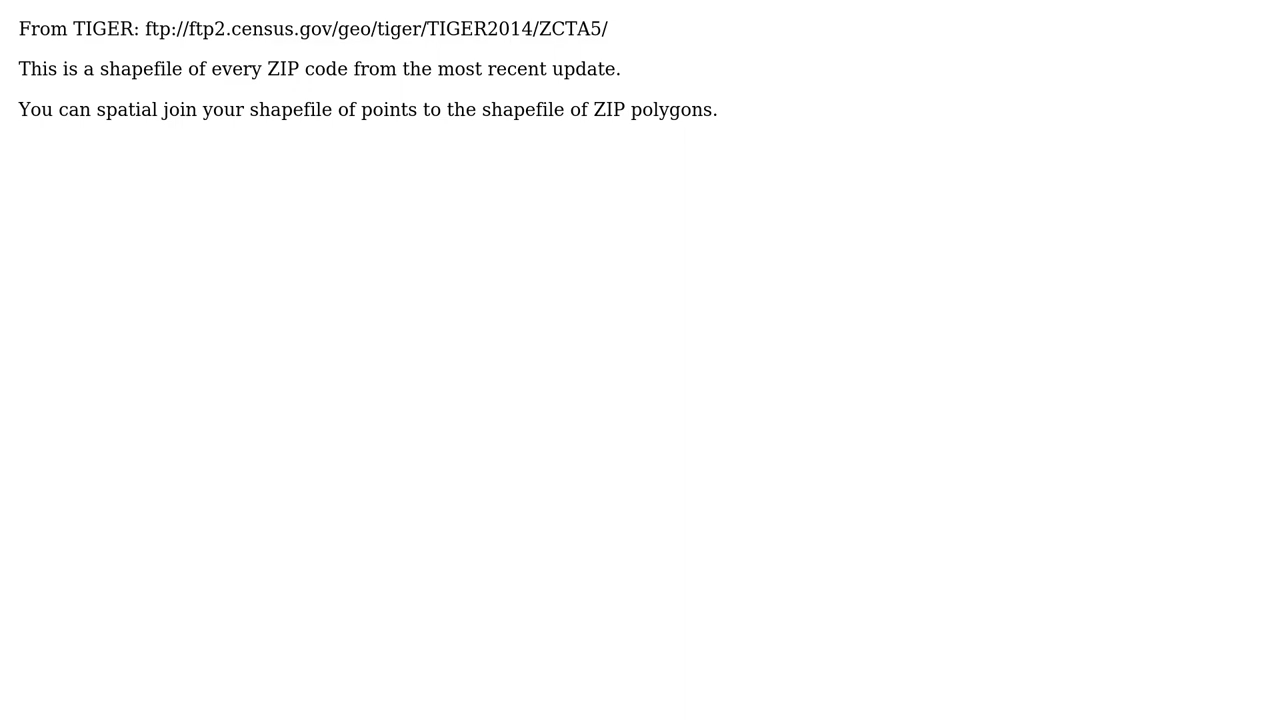 From TIGER: ftp://ftp2.census.gov/geo/tiger/TIGER2014/ZCTA5/
This is a shapefile of every ZIP code from the most recent update.
You can spatial join your shapefile of points to the shapefile of ZIP polygons.